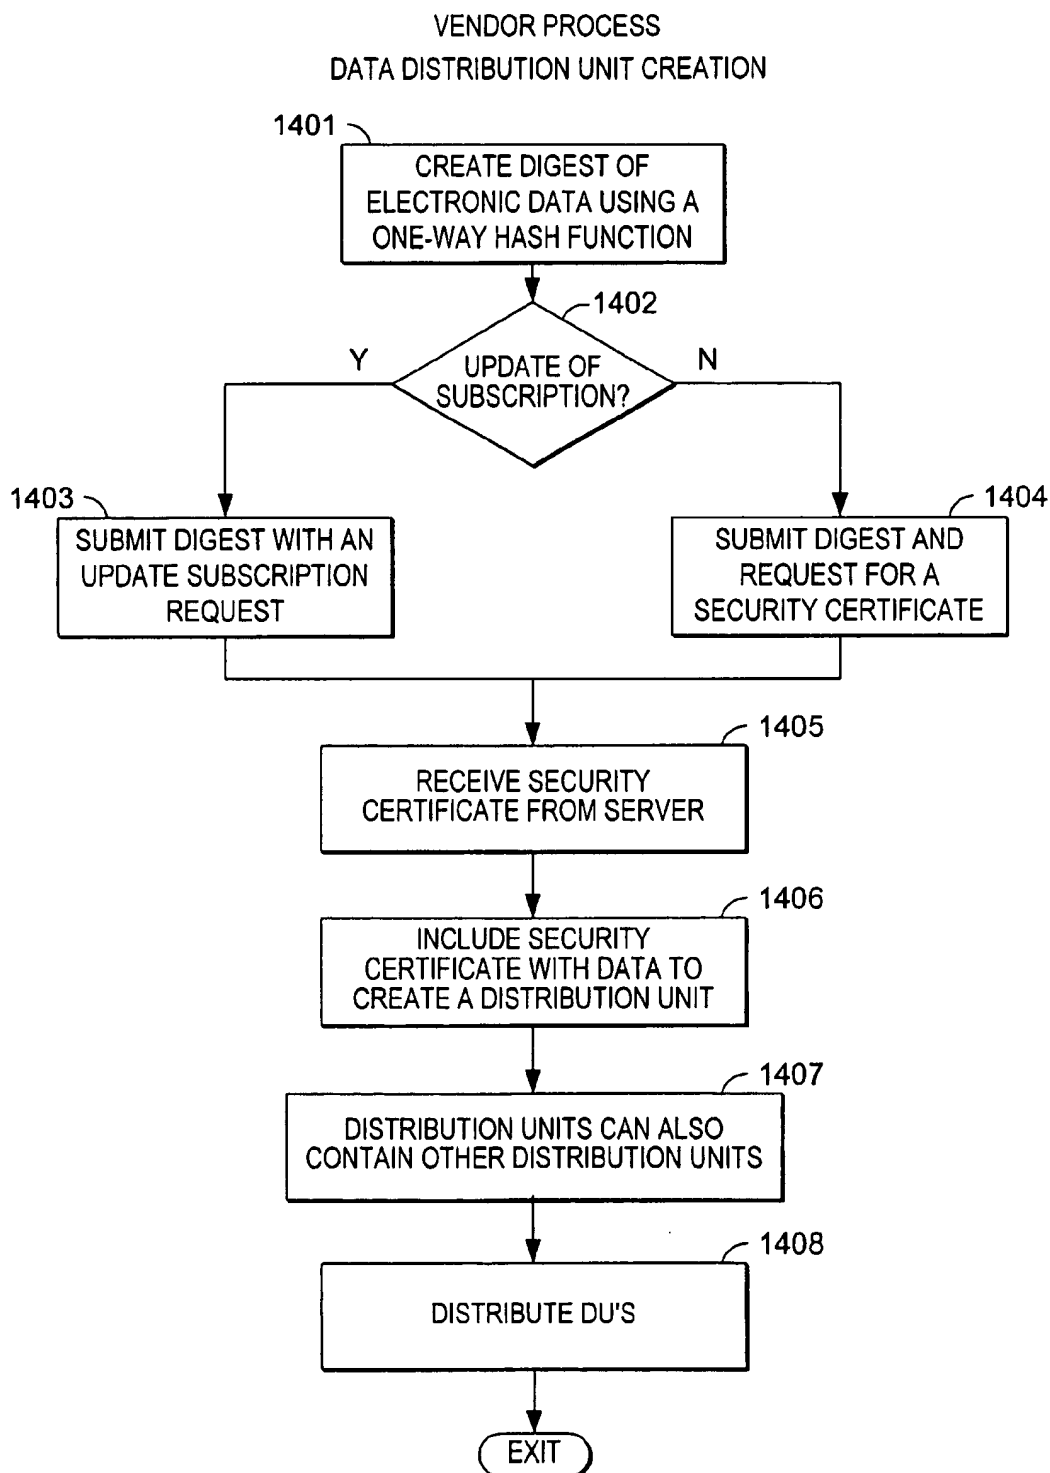 VENDOR PROCESS
DATA DISTRIBUTION UNIT CREATION
1401
CREATE DIGEST OF
ELECTRONIC DATA USING A
ONE-WAY HASH FUNCTION
1402
Y
UPDATE OF
SUBSCRIPTION?
N
1403
SUBMIT DIGEST WITH AN
UPDATE SUBSCRIPTION
REQUEST
1404
SUBMIT DIGEST AND
REQUEST FOR A
SECURITY CERTIFICATE
1405
RECEIVE SECURITY
CERTIFICATE FROM SERVER
1406
INCLUDE SECURITY
CERTIFICATE WITH DATA TO
CREATE A DISTRIBUTION UNIT
1407
DISTRIBUTION UNITS CAN ALSO
CONTAIN OTHER DISTRIBUTION UNITS
1408
DISTRIBUTE DU'S
EXIT